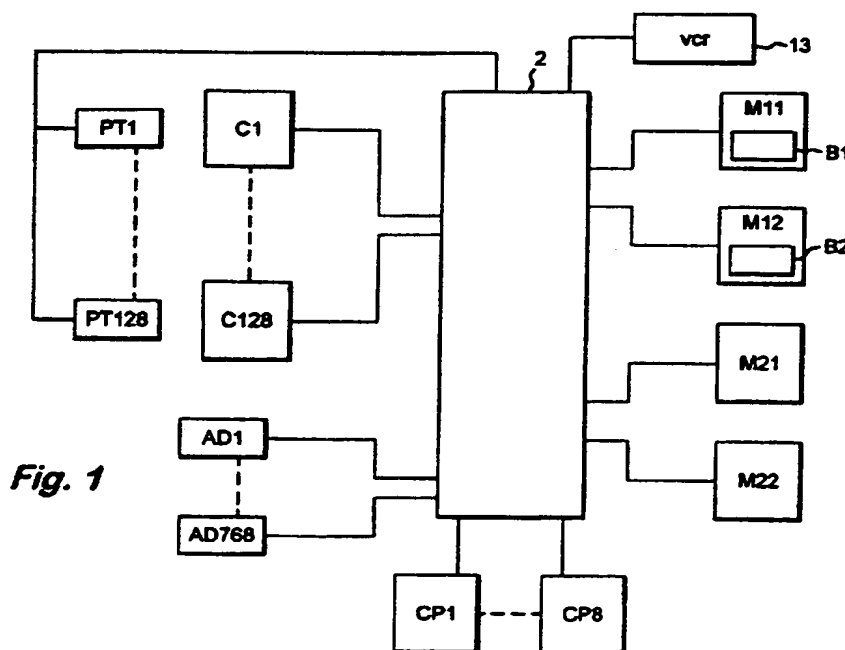 2
vcr
13
PT1
C1
M11
B1
M12
B2
PT128
C128
M21
AD1
M22
Fig. 1
AD768
CP1
CP8